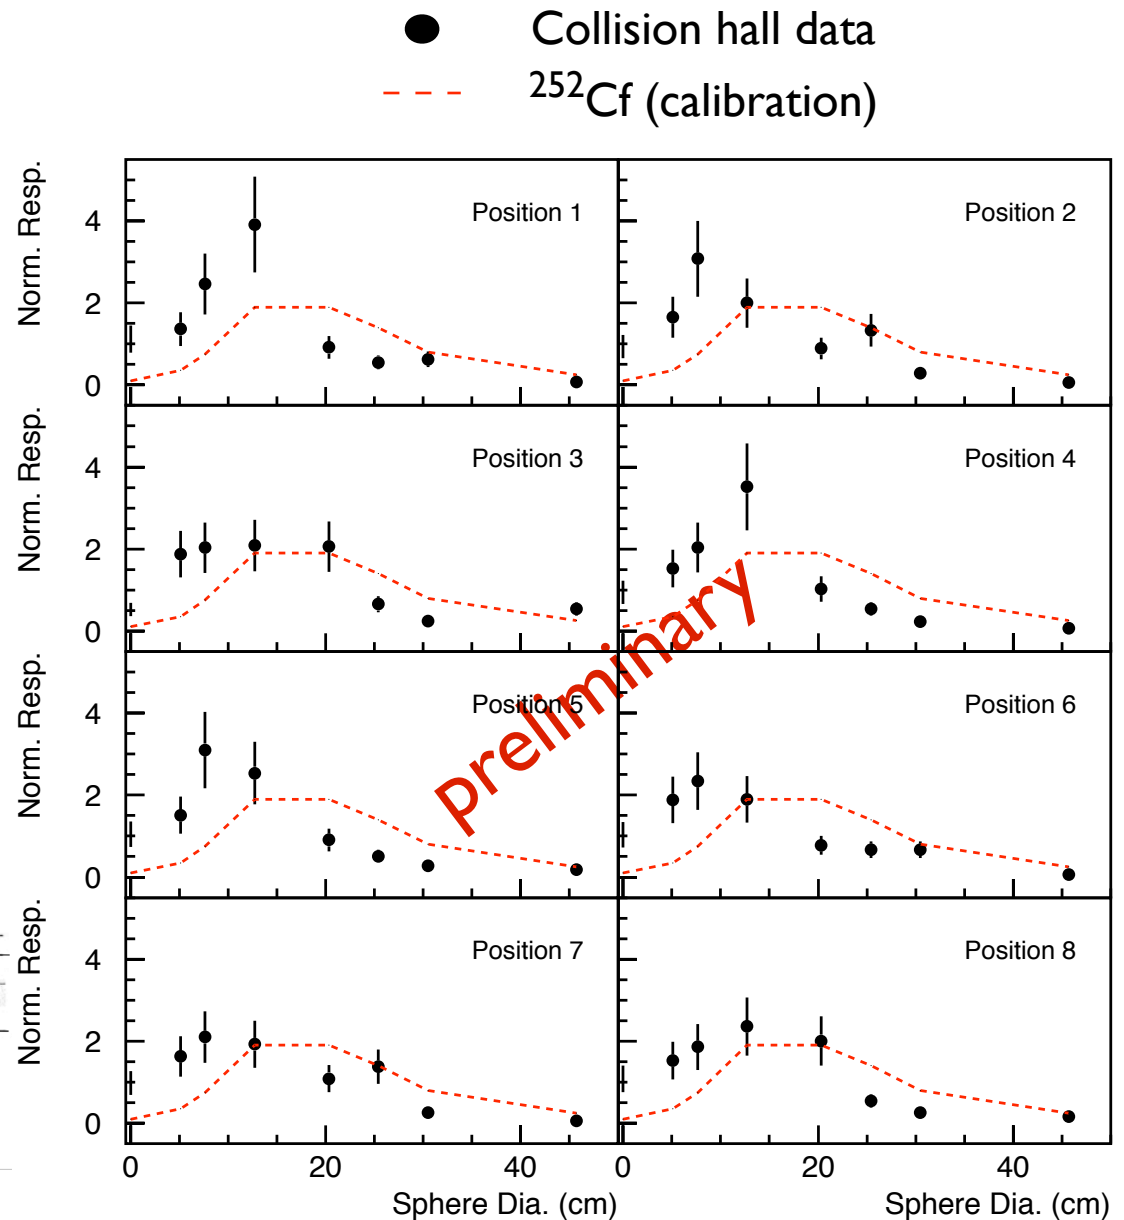 Collision hall data
252Cf (calibration)
Norm. Resp.
4
2
0
Position 1
Position 2
Norm. Resp.
4
2
0
Position 3
Position 4
Norm. Resp.
4
2
0
Position 5
Position 6
preliminary
Norm. Resp.
4
2
0
Position 7
Position 8
0 20 40 0 20 40
Sphere Dia. (cm) Sphere Dia. (cm)